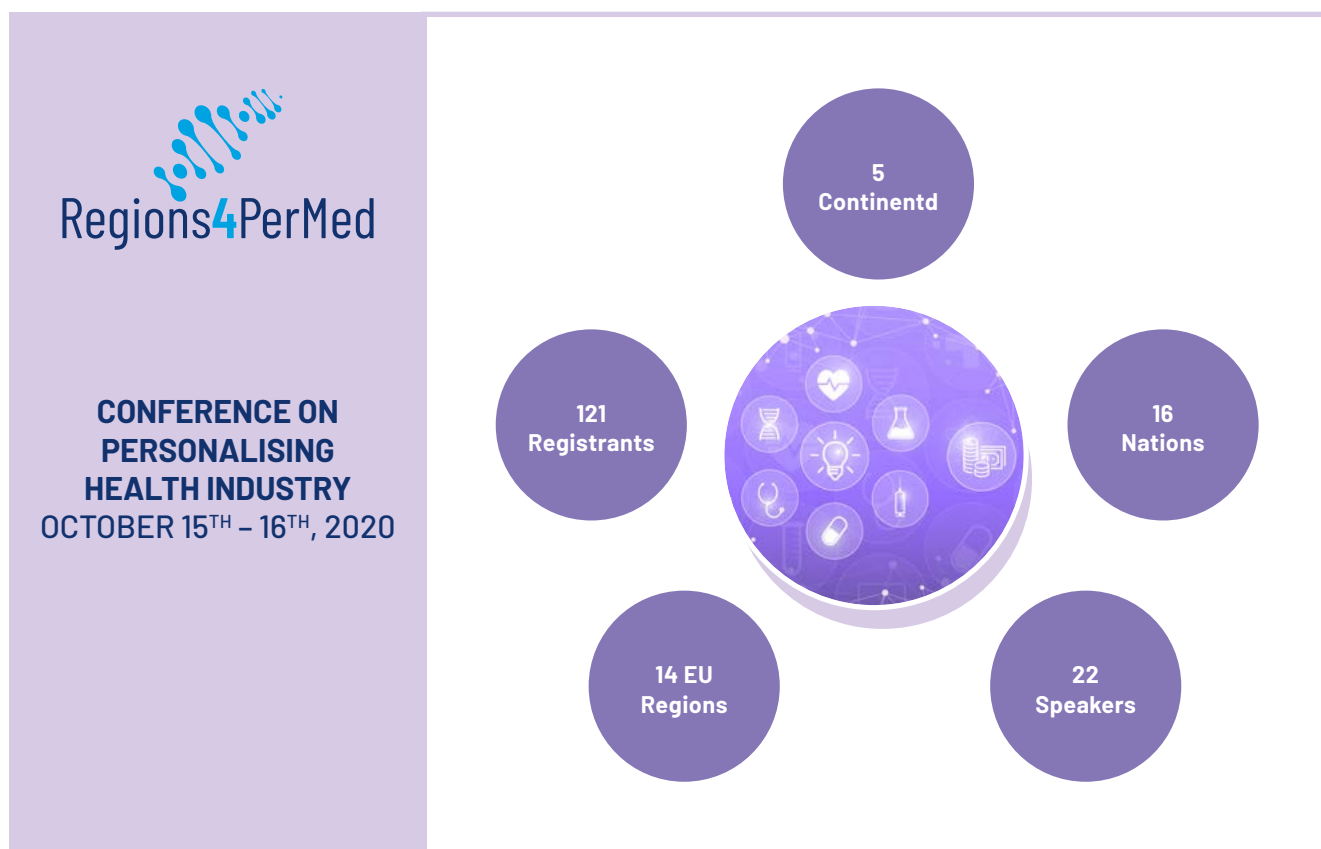 Regions4PerMed
CONFERENCE ON
PERSONALISING
HEALTH INDUSTRY
OCTOBER 15TH – 16TH, 2020
5
Continentd
121
Registrants
16
Nations
14 EU
Regions
22
Speakers